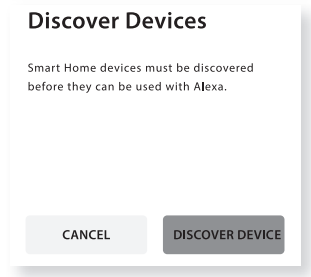 Discover Devices
Smart Home devices must be discovered
before they can be used with Alexa.
CANCEL
DISCOVER DEVICE